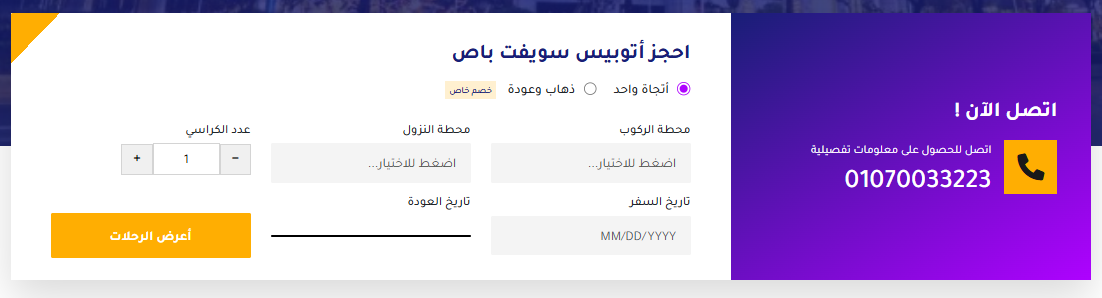 اتصل الآن !
اتصل للحصول على معلومات تفصيلية
01070033223
احجز أتوبيس سويفت باص
أتجاة واحد
ذهاب وعودة
خصم خاص
محطة الركوب
اضغط للاختيار...
محطة النزول
اضغط للاختيار...
عدد الكراسي
− 1 +
تاريخ السفر
MM/DD/YYYY
تاريخ العودة
أعرض الرحلات